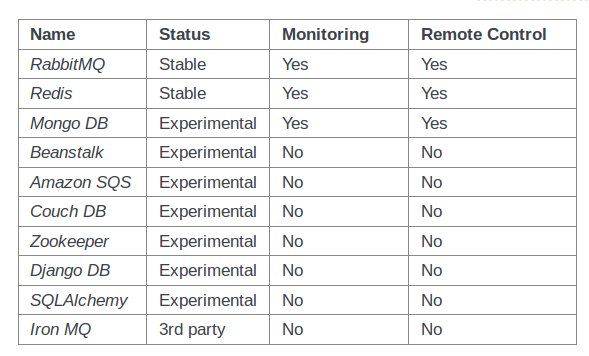 Name Status Monitoring Remote Control
RabbitMQ Stable Yes Yes
Redis Stable Yes Yes
Mongo DB Experimental Yes Yes
Beanstalk Experimental No No
Amazon SQS Experimental No No
Couch DB Experimental No No
Zookeeper Experimental No No
Django DB Experimental No No
SQLAlchemy Experimental No No
Iron MQ 3rd party No No